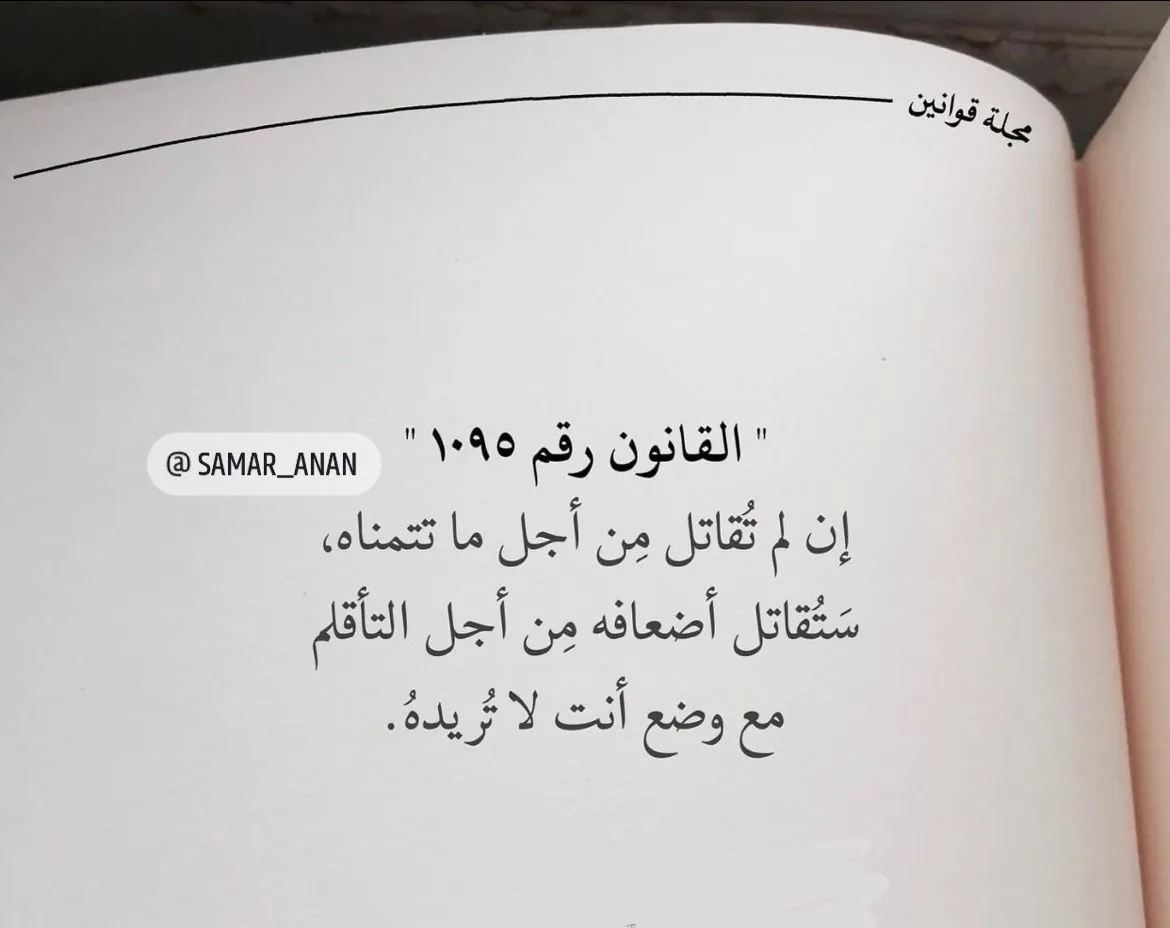 مجلة قوانين
" القانون رقم ١٠٩٥ "
@ SAMAR_ANAN
إن لم تُقاتل مِن أجل ما تتمناه،
سَتُقاتل أضعافه مِن أجل التأقلم
مع وضع أنت لا تُريدهُ.